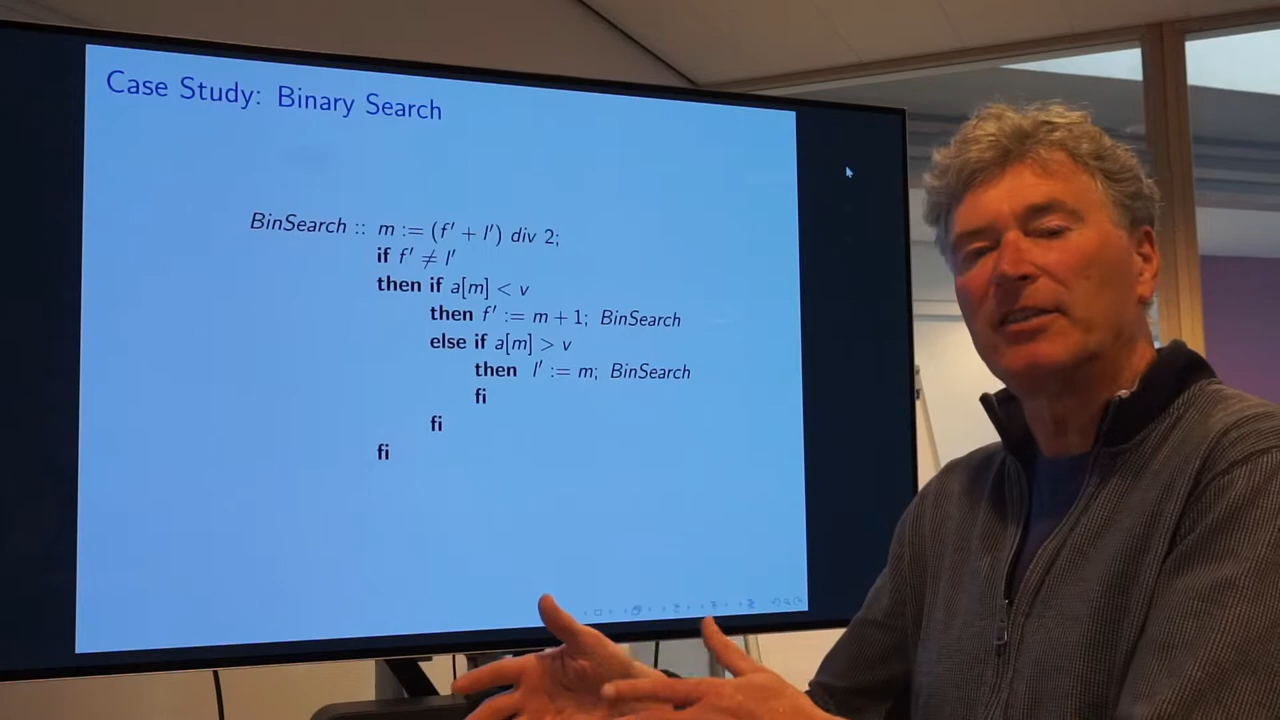 Case Study: Binary Search
BinSearch :: m := (f′ + l′) div 2;
if f′ ≠ l′
then if a[m] < v
then f′ := m + 1; BinSearch
else if a[m] > v
then l′ := m; BinSearch
fi
fi
fi